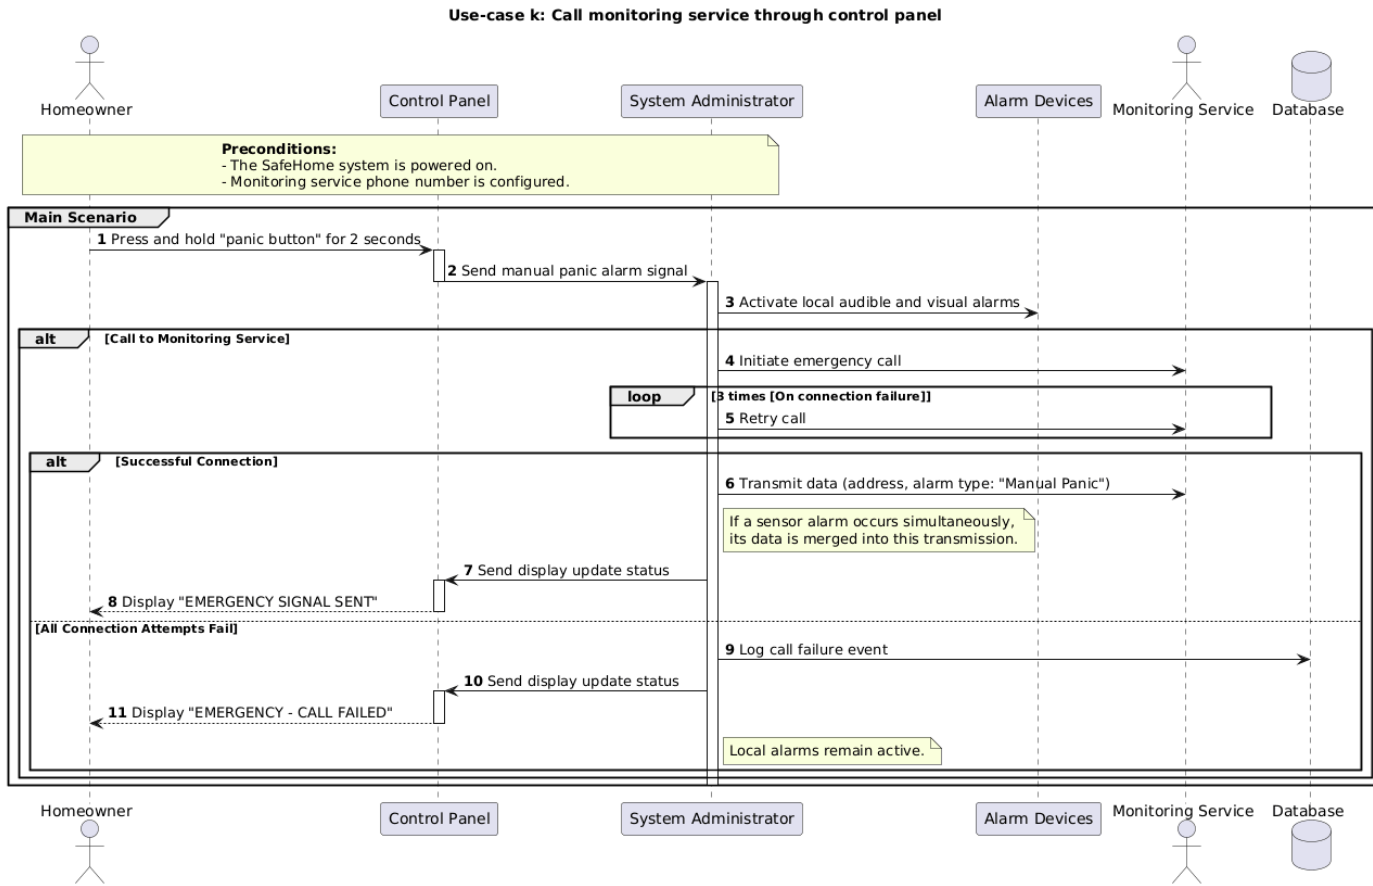 Use-case k: Call monitoring service through control panel
Homeowner
Control Panel
System Administrator
Alarm Devices
Monitoring Service
Database
Preconditions:
- The SafeHome system is powered on.
- Monitoring service phone number is configured.
Main Scenario
1 Press and hold "panic button" for 2 seconds
2 Send manual panic alarm signal
3 Activate local audible and visual alarms
alt [Call to Monitoring Service]
4 Initiate emergency call
loop [3 times [On connection failure]]
5 Retry call
alt [Successful Connection]
6 Transmit data (address, alarm type: "Manual Panic")
If a sensor alarm occurs simultaneously,
its data is merged into this transmission.
7 Send display update status
8 Display "EMERGENCY SIGNAL SENT"
[All Connection Attempts Fail]
9 Log call failure event
10 Send display update status
11 Display "EMERGENCY - CALL FAILED"
Local alarms remain active.
Homeowner
Control Panel
System Administrator
Alarm Devices
Monitoring Service
Database